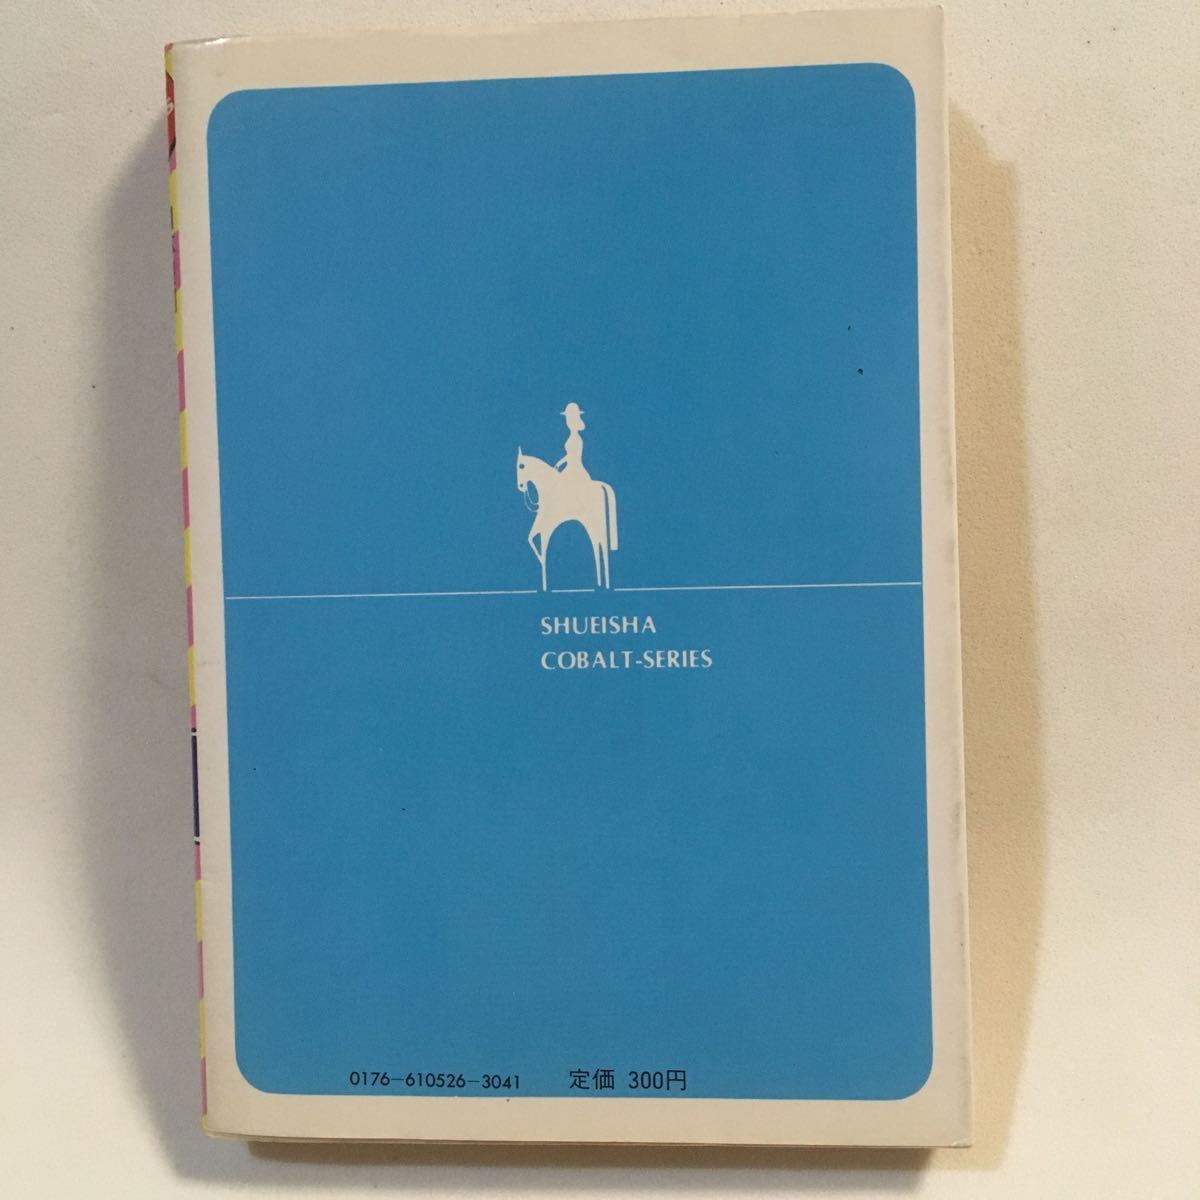 SHUEISHA
COBALT-SERIES
0176-610526-3041 定価 300円